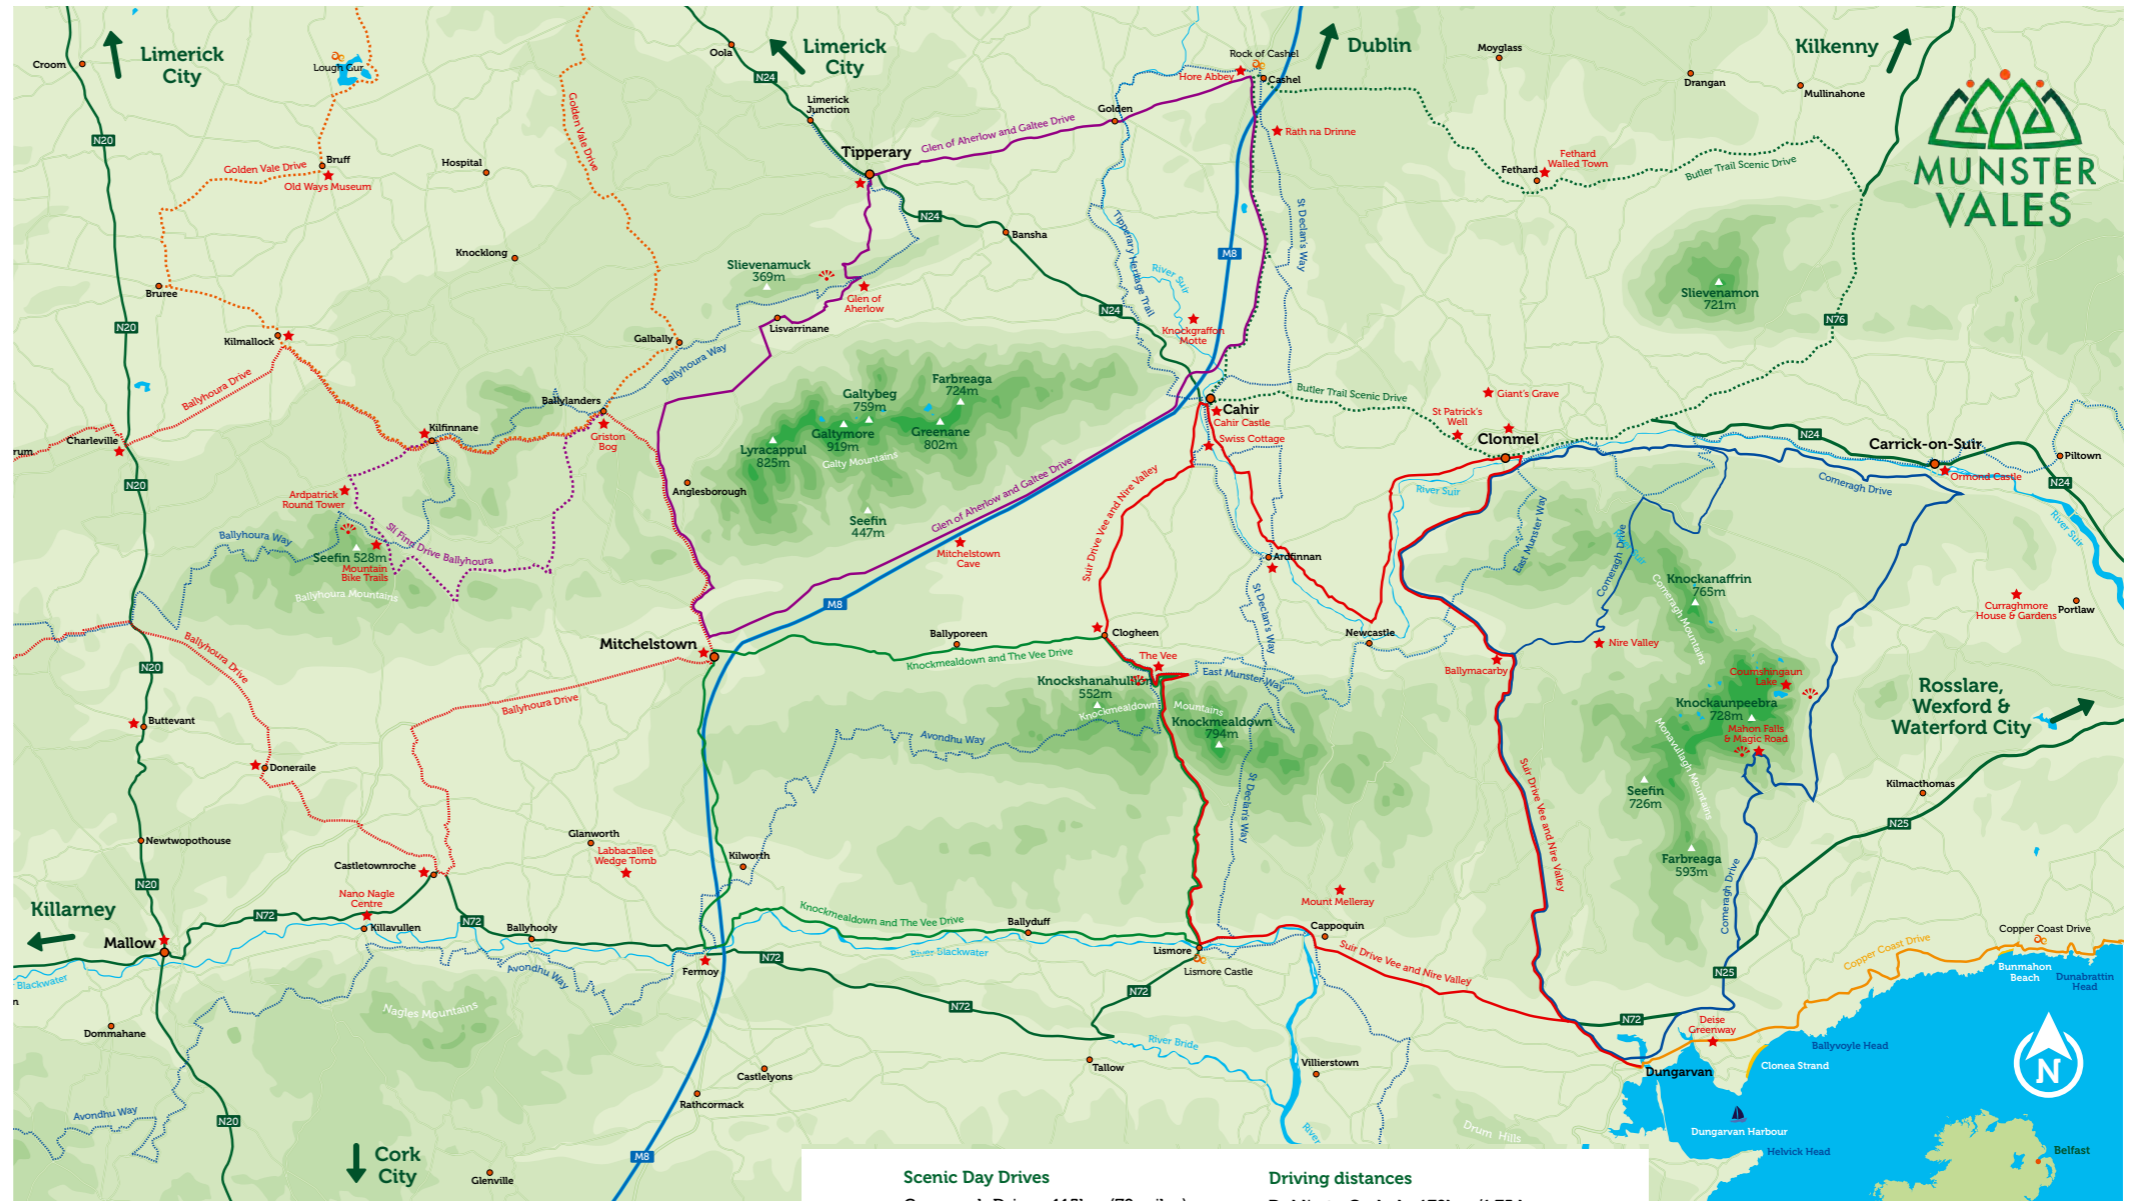 Limerick
City
Limerick
City
Dublin
Kilkenny
MUNSTER
VALES
Croom
Lough Gur
Oola
N24
Limerick
Junction
Rock of Cashel
Hore Abbey
Cashel
Moyglass
Drangan
Mullinahone
N20
Golden Vale Drive
Golden Vale Drive
Bruff
Old Ways Museum
Hospital
Tipperary
Glen of Aherlow and Galtee Drive
Golden
Rath na Drinne
Fethard
Fethard
Walled Town
Butler Trail Scenic Drive
N24
Bansha
Tipperary Heritage Trail
River Suir
St Declan's Way
M8
Knocklong
Bruree
Slievenamuck
369m
Glen of
Aherlow
Lisvarrinane
N24
Knockgraffon
Motte
Slievenamon
721m
N76
N20
Kilmallock
Galbally
Ballyhoura Way
Ballyhoura Drive
Ballylanders
Griston
Bog
Kilfinnane
Charleville
rum
Farbreaga
724m
Galtybeg
759m
Galtymore
919m
Greenane
802m
Lyracappul
825m
Galty Mountains
Seefin
447m
Anglesborough
Cahir
Cahir Castle
Swiss Cottage
Butler Trail Scenic Drive
Giant's Grave
St Patrick's
Well
Clonmel
N24
Carrick-on-Suir
Ormond Castle
Piltown
N24
River Suir
Comeragh Drive
River Suir
N20
Ardpatrick
Round Tower
Ballyhoura Way
Seefin 528m
Mountain
Bike Trails
Ballyhoura Mountains
Sli Finn Drive Ballyhoura
Glen of Aherlow and Galtee Drive
Mitchelstown
Cave
Suir Drive Vee and Nire Valley
Ardfinnan
St Declan's Way
East Munster Way
Comeragh Drive
Knockanaffrin
765m
Comeragh Mountains
Curraghmore
House & Gardens
Portlaw
M8
Mitchelstown
Ballyporeen
Knockmealdown and The Vee Drive
Clogheen
The Vee
Newcastle
East Munster Way
Ballymacarby
Nire Valley
Knockshanahullion
552m
Knockmealdown
Mountains
Knockmealdown
794m
Coumshingaun
Lake
Knockaunpeebra
728m
Mahon Falls
& Magic Road
Monavullagh Mountains
Seefin
726m
Farbreaga
593m
Rosslare,
Wexford &
Waterford City
Kilmacthomas
N25
N20
Ballyhoura Drive
Ballyhoura Drive
Buttevant
Doneraile
Avondhu Way
St Declan's Way
Suir Drive Vee and Nire Valley
Comeragh Drive
Newtwopothouse
Glanworth
Labbacallee
Wedge Tomb
Kilworth
Castletownroche
Nano Nagle
Centre
N20
Killarney
N72
N72
Killavullen
Ballyhooly
Mallow
Blackwater
Avondhu Way
Fermoy
Knockmealdown and The Vee Drive
Ballyduff
River Blackwater
N72
Lismore
Lismore Castle
Mount Melleray
Cappoquin
Suir Drive Vee and Nire Valley
N72
N72
N25
N72
Copper Coast Drive
Copper Coast Drive
Bunmahon
Beach
Dunabrattin
Head
Deise
Greenway
Ballyvoyle Head
Clonea Strand
Dungarvan
Dungarvan Harbour
Helvick Head
N
n
Dommahane
Nagles Mountains
River Bride
Tallow
Villierstown
Castlelyons
Rathcormack
Avondhu Way
N20
Cork
City
Glenville
M8
River
Drum Hills
Belfast
Scenic Day Drives
Driving distances